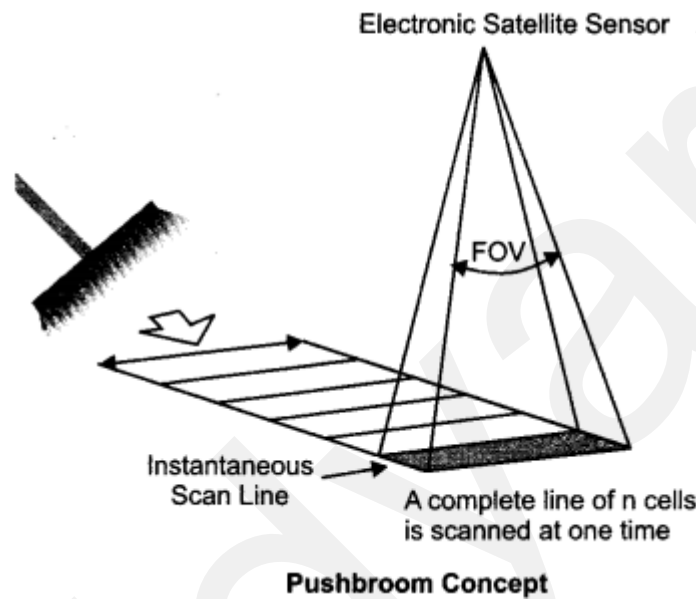 Electronic Satellite Sensor
FOV
Instantaneous
Scan Line
A complete line of n cells
is scanned at one time
Pushbroom Concept